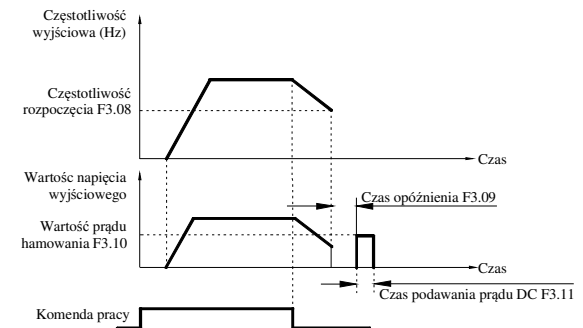 Częstotliwość
wyjściowa (Hz)
Częstotliwość
rozpoczęcia F3.08
Czas
Wartośc napięcia
wyjściowego
Czas opóźnienia F3.09
Wartość prądu
hamowania F3.10
Czas
Czas podawania prądu DC F3.11
Komenda pracy